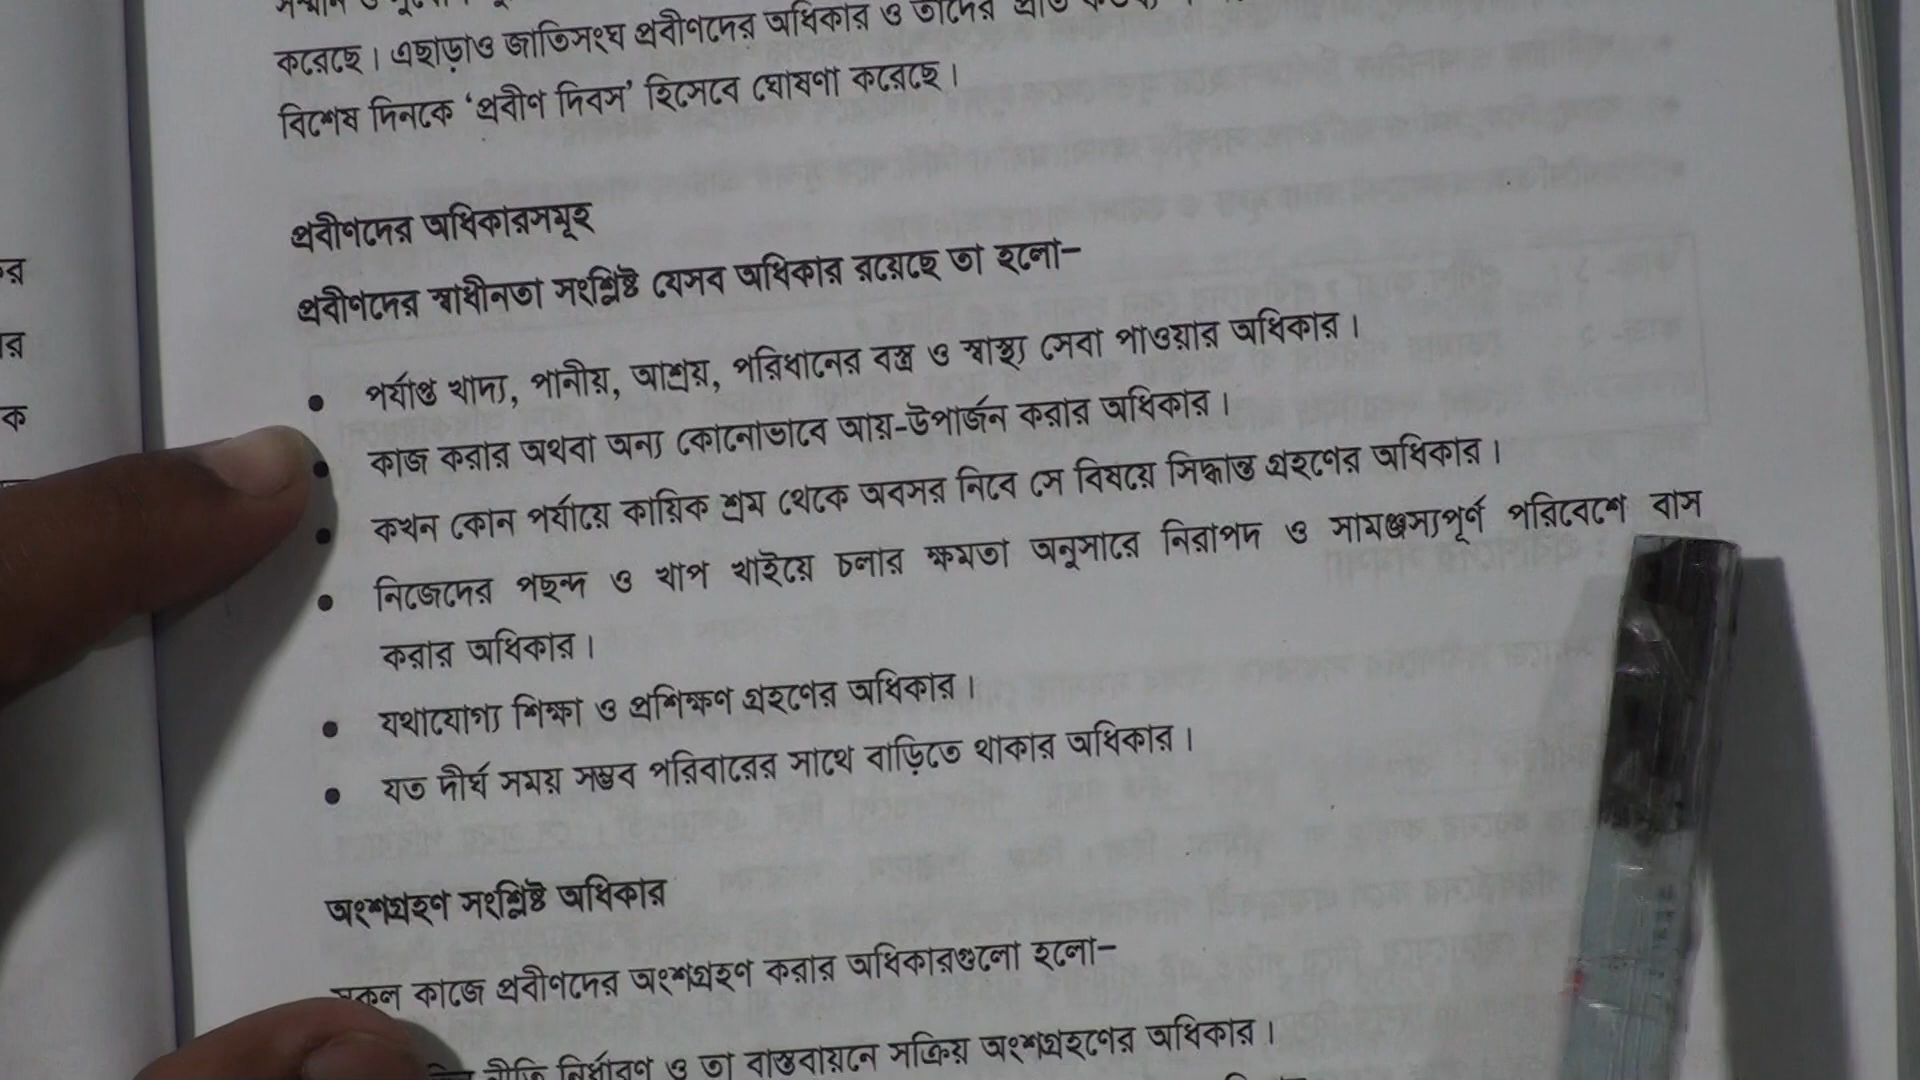 সম্মান ও
করেছে। এছাড়াও জাতিসংঘ প্রবীণদের অধিকার ও তাদের প্রতি
বিশেষ দিনকে ‘প্রবীণ দিবস’ হিসেবে ঘোষণা করেছে।
প্রবীণদের অধিকারসমূহ
প্রবীণদের স্বাধীনতা সংশ্লিষ্ট যেসব অধিকার রয়েছে তা হলো–
• পর্যাপ্ত খাদ্য, পানীয়, আশ্রয়, পরিধানের বস্ত্র ও স্বাস্থ্য সেবা পাওয়ার অধিকার।
• কাজ করার অথবা অন্য কোনোভাবে আয়-উপার্জন করার অধিকার।
• কখন কোন পর্যায়ে কায়িক শ্রম থেকে অবসর নিবে সে বিষয়ে সিদ্ধান্ত গ্রহণের অধিকার।
• নিজেদের পছন্দ ও খাপ খাইয়ে চলার ক্ষমতা অনুসারে নিরাপদ ও সামঞ্জস্যপূর্ণ পরিবেশে বাস
করার অধিকার।
• যথাযোগ্য শিক্ষা ও প্রশিক্ষণ গ্রহণের অধিকার।
• যত দীর্ঘ সময় সম্ভব পরিবারের সাথে বাড়িতে থাকার অধিকার।
অংশগ্রহণ সংশ্লিষ্ট অধিকার
সকল কাজে প্রবীণদের অংশগ্রহণ করার অধিকারগুলো হলো–
নীতি নির্ধারণ ও তা বাস্তবায়নে সক্রিয় অংশগ্রহণের অধিকার।